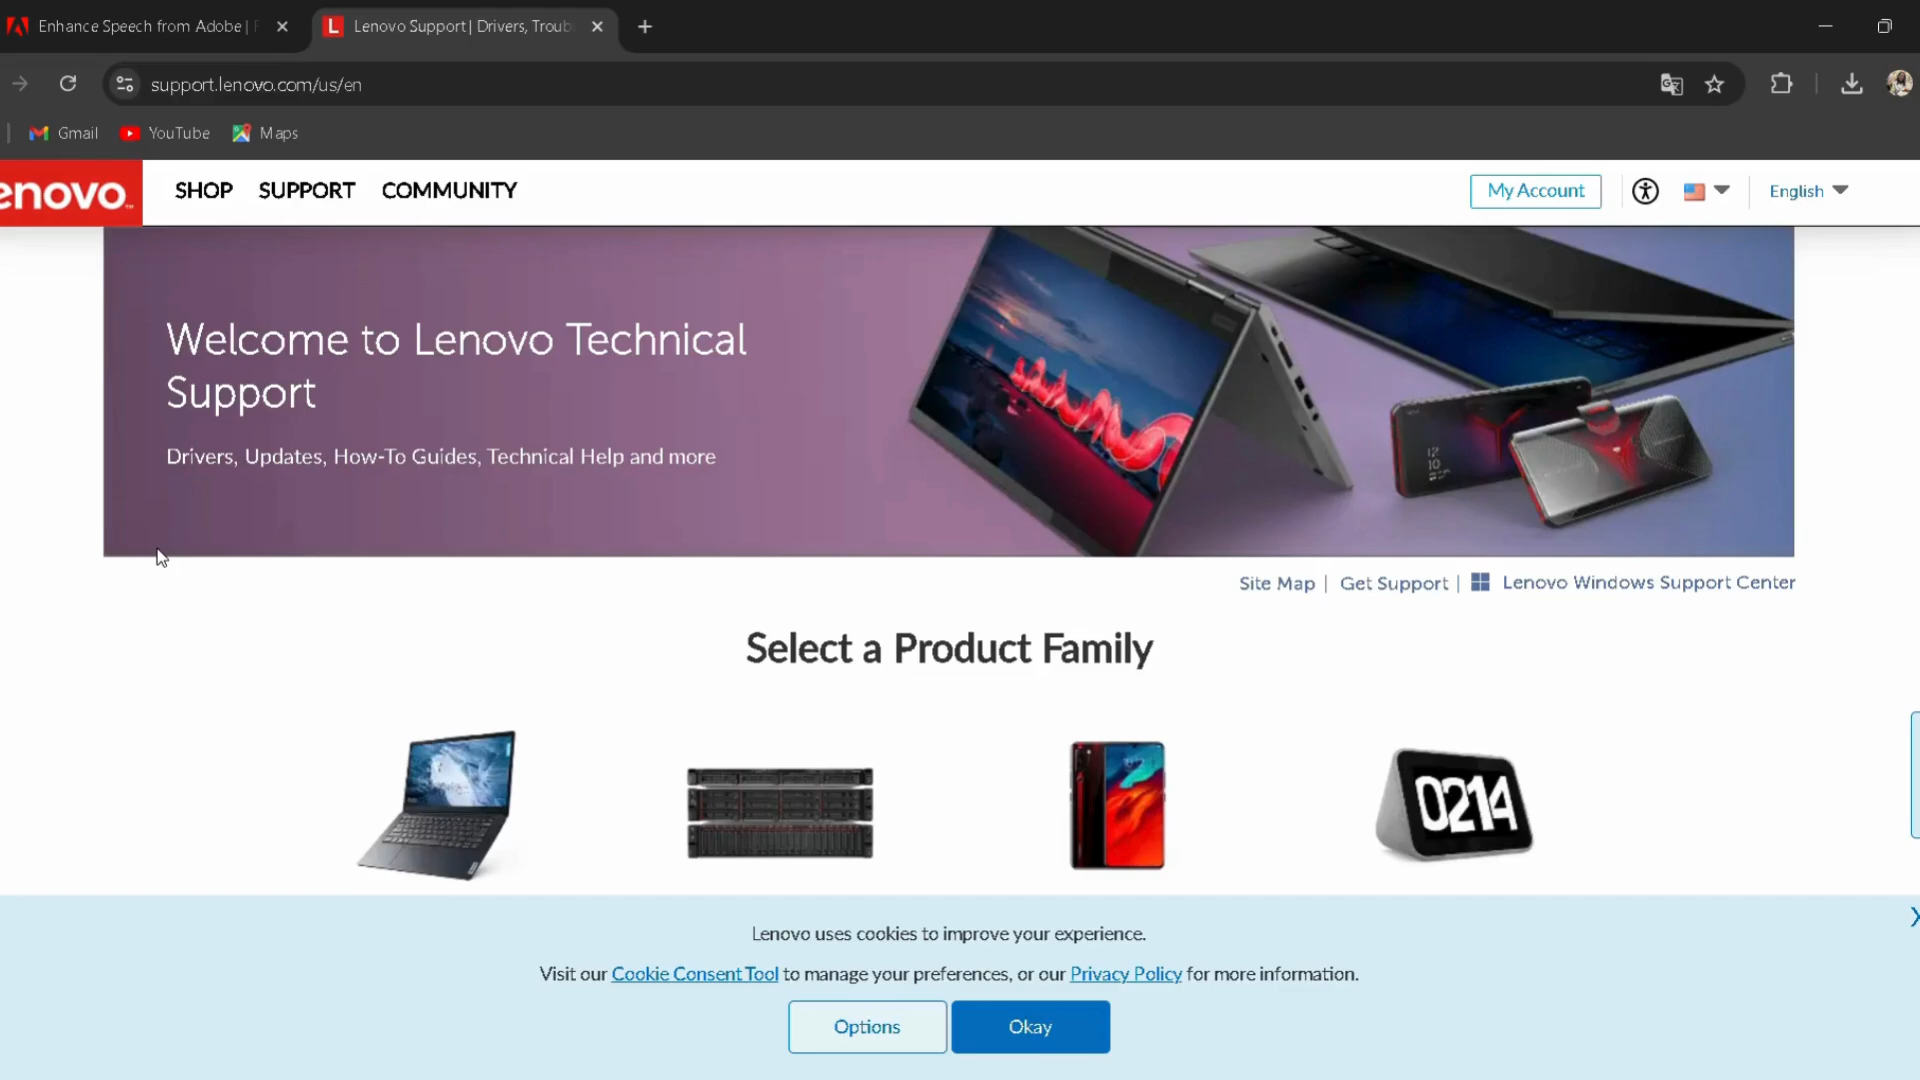 Enhance Speech from Adobe |
Lenovo Support | Drivers, Troub
support.lenovo.com/us/en
Gmail
YouTube
Maps
enovo
SHOP
SUPPORT
COMMUNITY
My Account
English
Welcome to Lenovo Technical
Support
Drivers, Updates, How-To Guides, Technical Help and more
Site Map | Get Support | Lenovo Windows Support Center
Select a Product Family
0214
Lenovo uses cookies to improve your experience.
Visit our Cookie Consent Tool to manage your preferences, or our Privacy Policy for more information.
Options
Okay